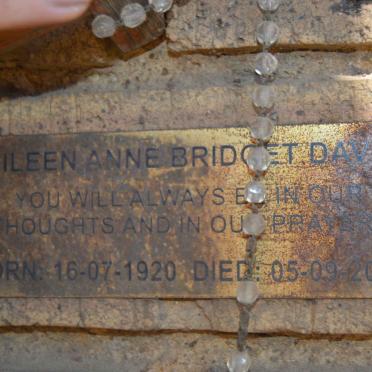 ILEEN ANNE BRIDGET DAV
YOU WILL ALWAYS BE IN OUR
HOUGHTS AND IN OUR PRAYER
ORN: 16-07-1920 DIED: 05-09-20